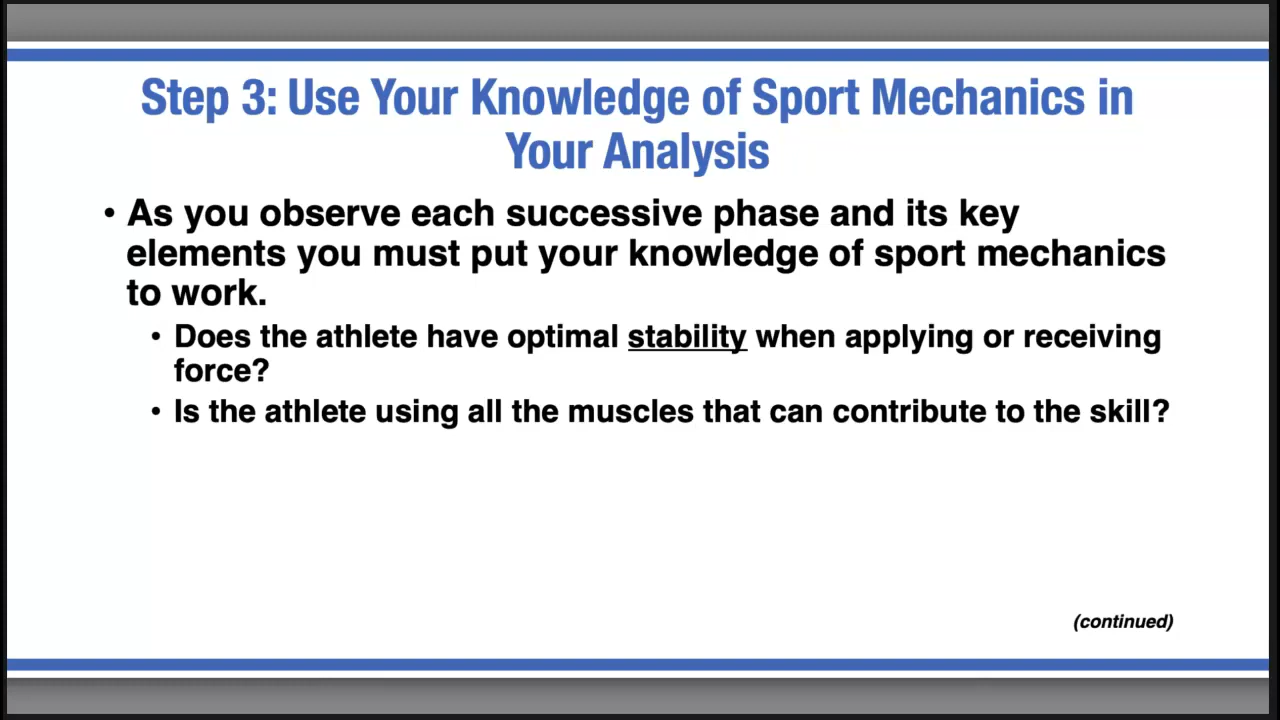 Step 3: Use Your Knowledge of Sport Mechanics in
Your Analysis
• As you observe each successive phase and its key
elements you must put your knowledge of sport mechanics
to work.
• Does the athlete have optimal stability when applying or receiving
force?
• Is the athlete using all the muscles that can contribute to the skill?
(continued)